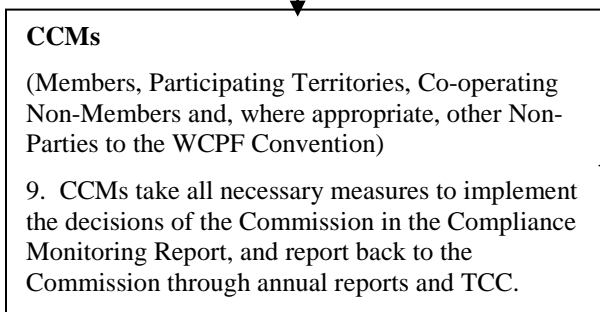 CCMs
(Members, Participating Territories, Co-operating
Non-Members and, where appropriate, other Non-
Parties to the WCPF Convention)
9.  CCMs take all necessary measures to implement
the decisions of the Commission in the Compliance
Monitoring Report, and report back to the
Commission through annual reports and TCC.